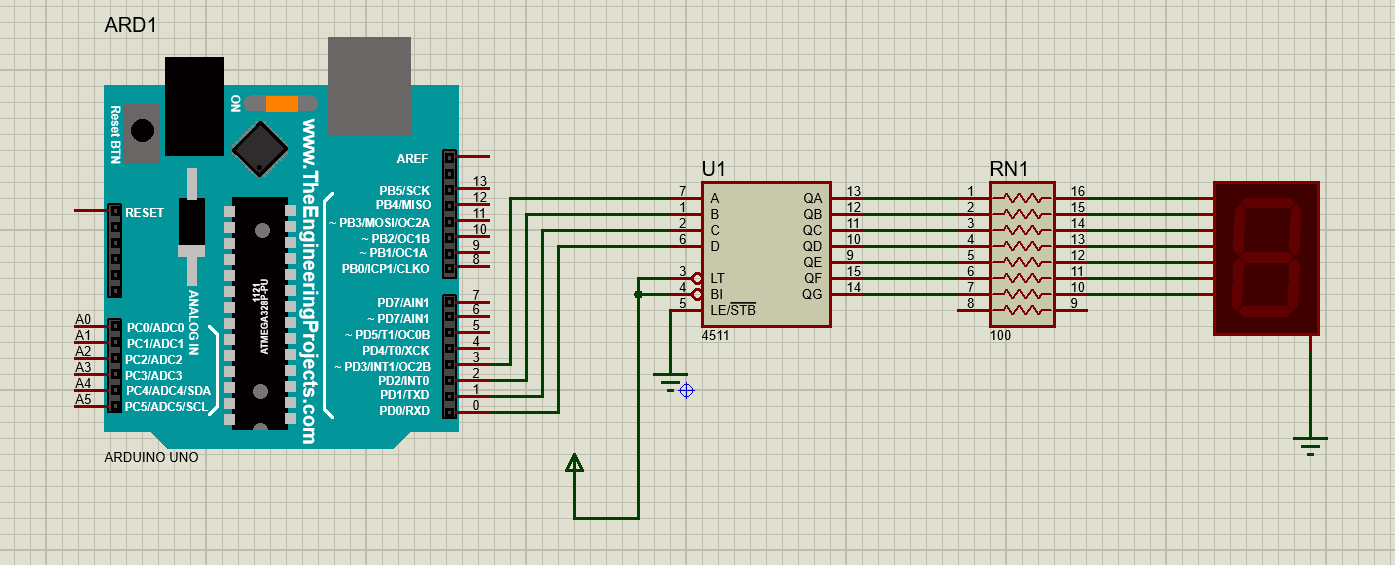 ARD1
Reset BTN
ON
www.TheEngineeringProjects.com
AREF
PB5/SCK 13
PB4/MISO 12
~ PB3/MOSI/OC2A 11
~ PB2/OC1B 10
~ PB1/OC1A 9
PB0/ICP1/CLKO 8
RESET
PD7/AIN1 7
~ PD7/AIN1 6
~ PD5/T1/OC0B 5
PD4/T0/XCK 4
~ PD3/INT1/OC2B 3
PD2/INT0 2
PD1/TXD 1
PD0/RXD 0
ANALOG IN
ATMEGA328P-PU
1121
A0 PC0/ADC0
A1 PC1/ADC1
A2 PC2/ADC2
A3 PC3/ADC3
A4 PC4/ADC4/SDA
A5 PC5/ADC5/SCL
ARDUINO UNO
U1
7 A QA 13
1 B QB 12
2 C QC 11
6 D QD 10
QE 9
3 LT QF 15
4 BI QG 14
5 LE/STB
4511
RN1
1 16
2 15
3 14
4 13
5 12
6 11
7 10
8 9
100